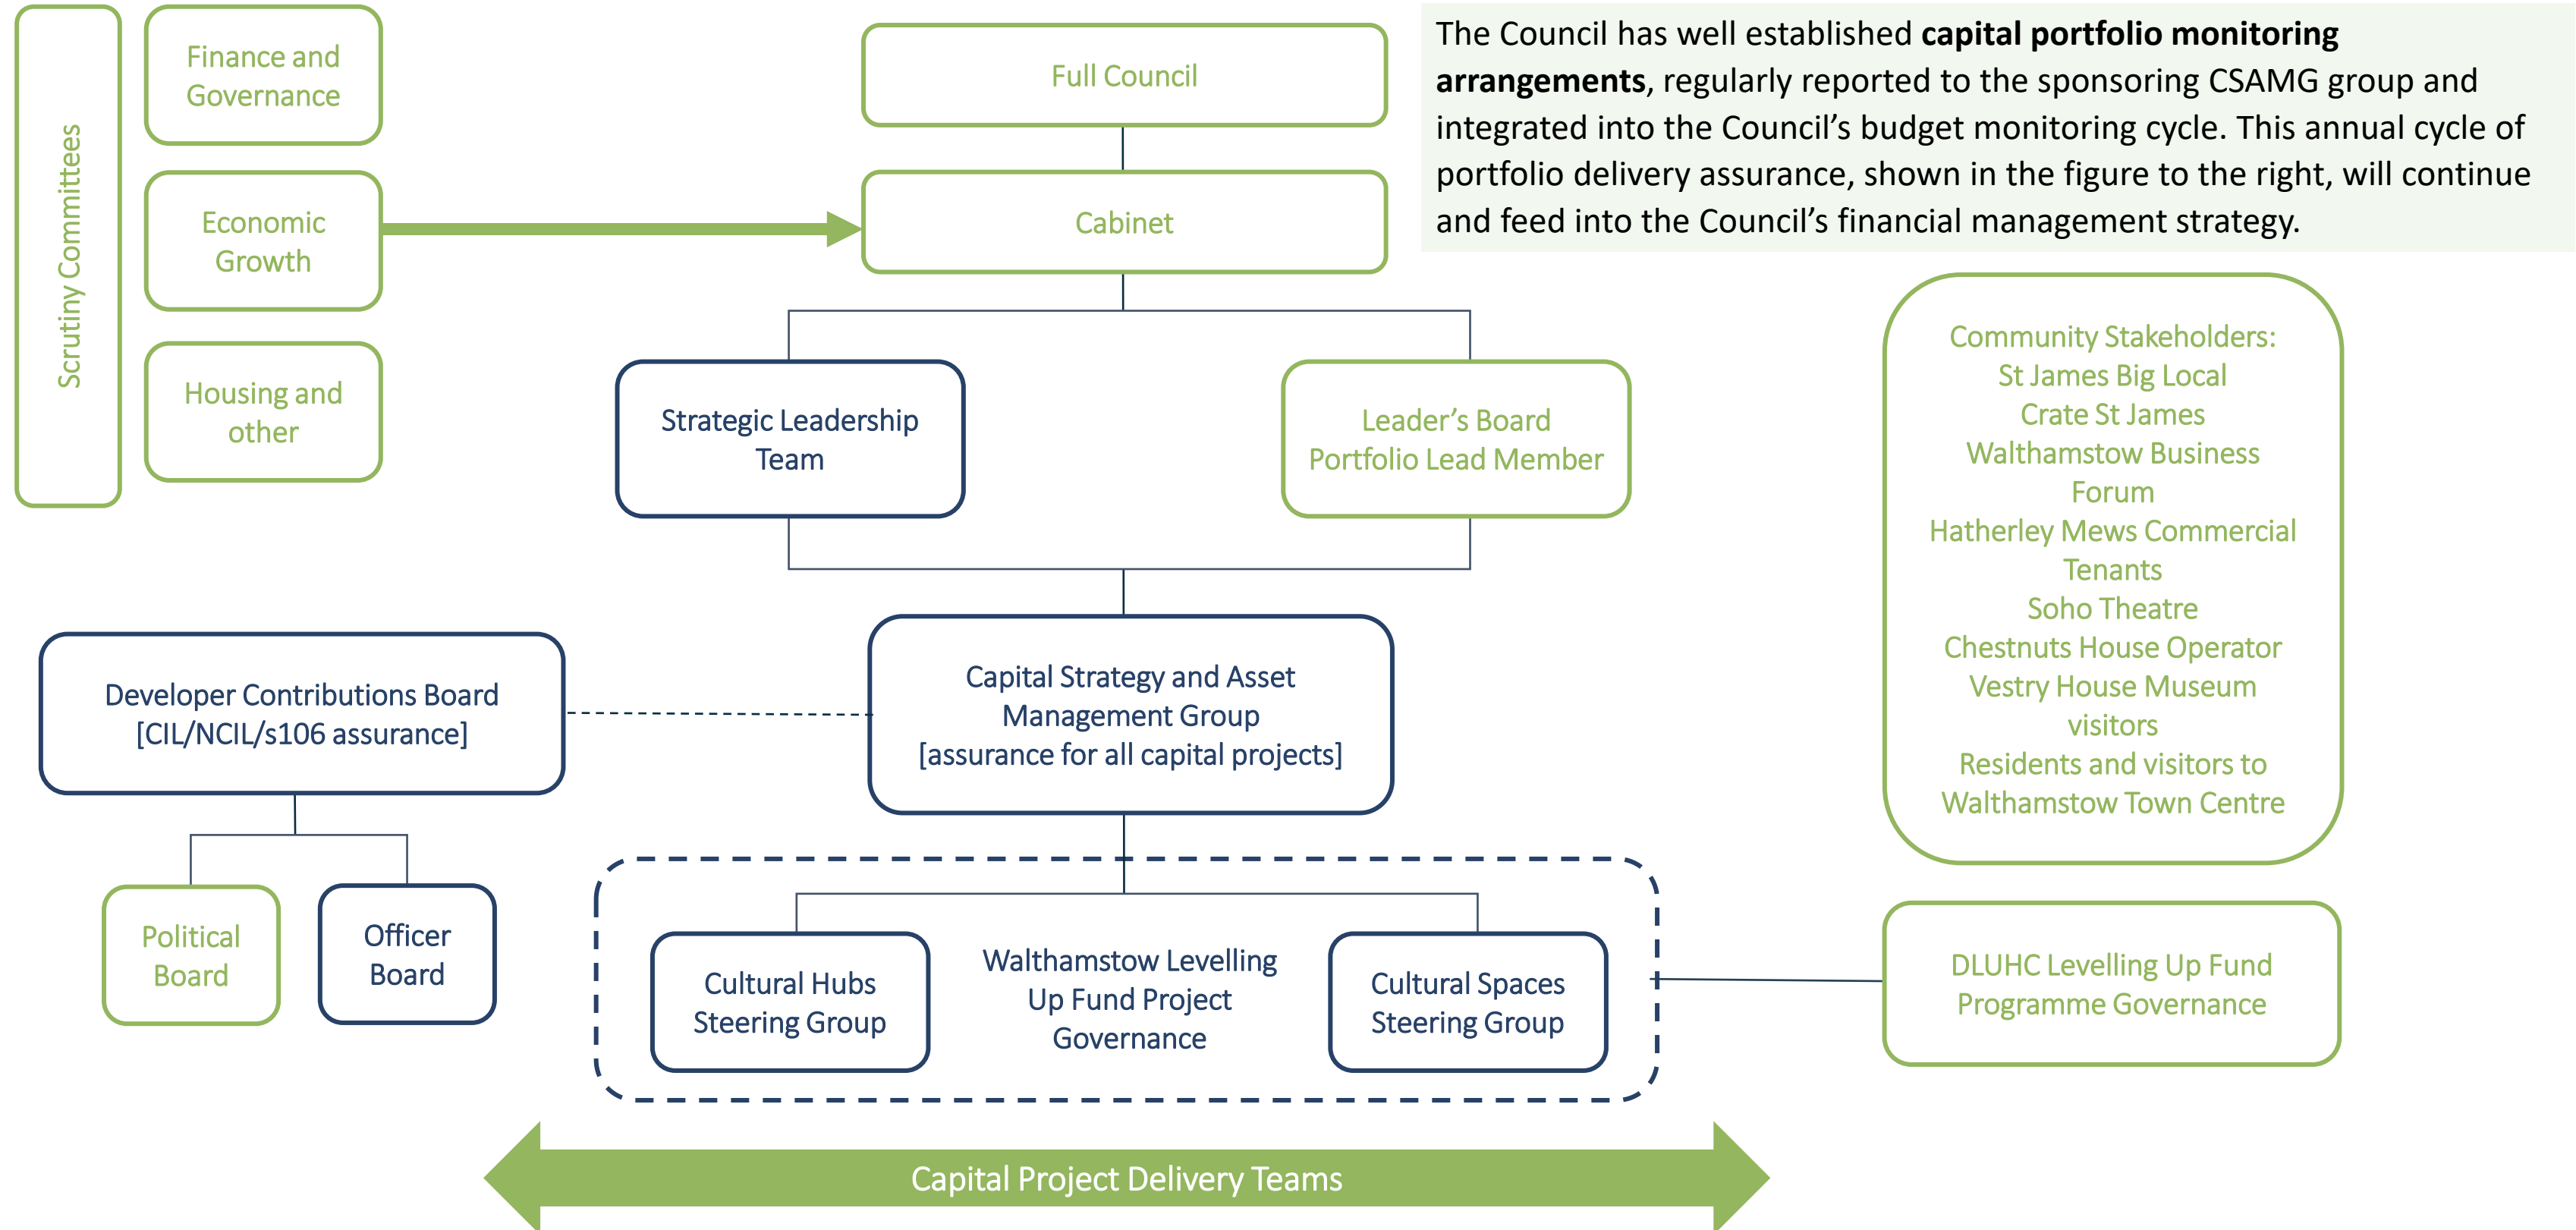 Scrutiny Committees
Finance and
Governance
Economic
Growth
Housing and
other
Full Council
Cabinet
The Council has well established capital portfolio monitoring
arrangements, regularly reported to the sponsoring CSAMG group and
integrated into the Council’s budget monitoring cycle. This annual cycle of
portfolio delivery assurance, shown in the figure to the right, will continue
and feed into the Council’s financial management strategy.
Strategic Leadership
Team
Leader’s Board
Portfolio Lead Member
Community Stakeholders:
St James Big Local
Crate St James
Walthamstow Business
Forum
Hatherley Mews Commercial
Tenants
Soho Theatre
Chestnuts House Operator
Vestry House Museum
visitors
Residents and visitors to
Walthamstow Town Centre
Developer Contributions Board
[CIL/NCIL/s106 assurance]
Capital Strategy and Asset
Management Group
[assurance for all capital projects]
Political
Board
Officer
Board
Cultural Hubs
Steering Group
Walthamstow Levelling
Up Fund Project
Governance
Cultural Spaces
Steering Group
DLUHC Levelling Up Fund
Programme Governance
Capital Project Delivery Teams